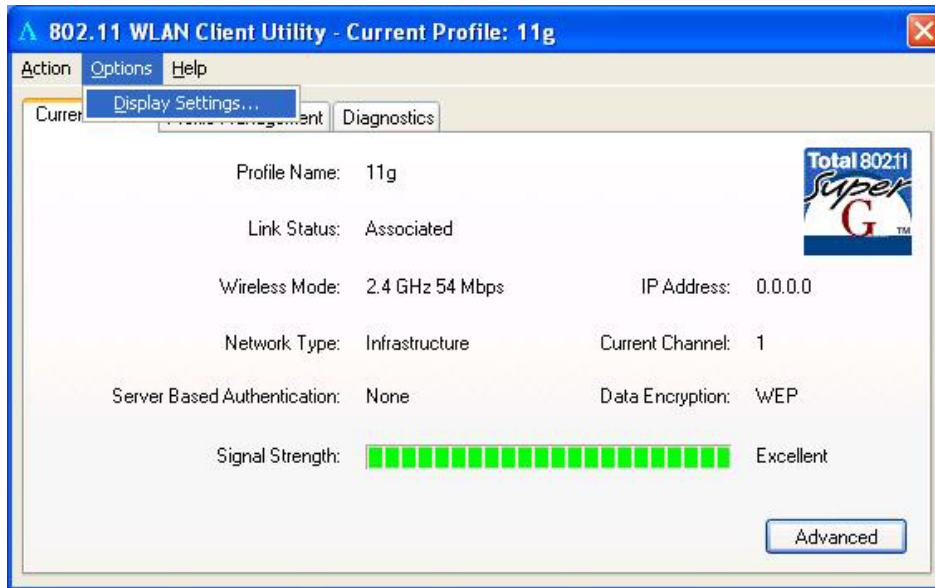 802.11 WLAN Client Utility - Current Profile: 11g
Action Options Help
Display Settings...
Diagnostics
Profile Name: 11g
Total 802.11
Super
G TM
Link Status: Associated
Wireless Mode: 2.4 GHz 54 Mbps IP Address: 0.0.0.0
Network Type: Infrastructure Current Channel: 1
Server Based Authentication: None Data Encryption: WEP
Signal Strength: Excellent
Advanced